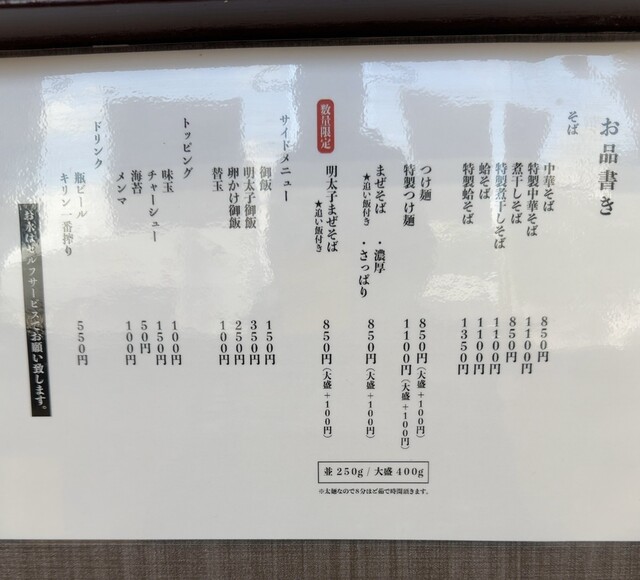 お品書き
そば
中華そば 850円
特製中華そば 1100円
煮干しそば 850円
特製煮干しそば 1100円
蛤そば 1100円
特製蛤そば 1350円
つけ麺 850円(大盛+100円)
特製つけ麺 1100円(大盛+100円)
まぜそば ・濃厚 ・さっぱり 850円(大盛+100円)
★追い飯付き
数量限定
明太子まぜそば 850円(大盛+100円)
★追い飯付き
並 250g / 大盛 400g
※太麺なので8分ほど茹で時間頂きます。
サイドメニュー
御飯 150円
明太子御飯 350円
卵かけ御飯 250円
替玉 100円
トッピング
味玉 100円
チャーシュー 150円
海苔 50円
メンマ 100円
ドリンク
瓶ビール 550円
キリン一番搾り
お水はセルフサービスでお願い致します。